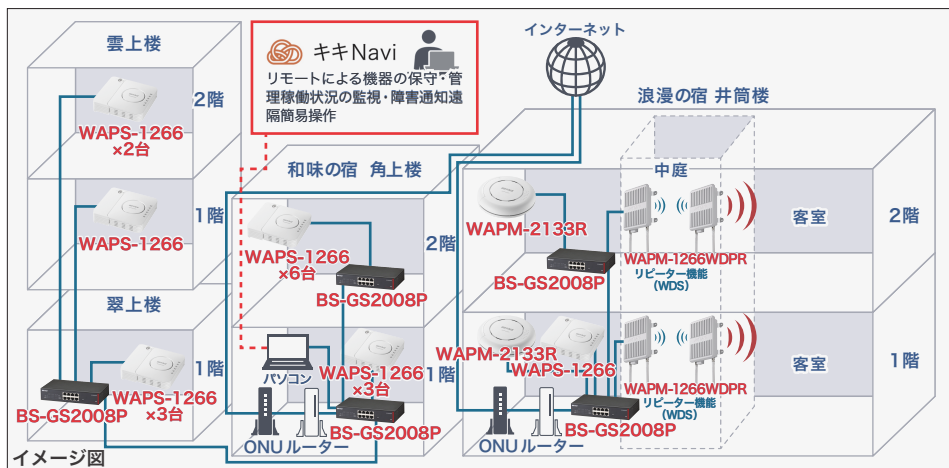 雲上楼
2階
WAPS-1266
×2台
WAPS-1266
1階
翠上楼
1階
BS-GS2008P
WAPS-1266
×3台
イメージ図
キキNavi
リモートによる機器の保守・管
理稼働状況の監視・障害通知遠
隔簡易操作
和味の宿 角上楼
WAPS-1266
×6台
2階
BS-GS2008P
パソコン
WAPS-1266
×3台
1階
ONUルーター
BS-GS2008P
インターネット
浪漫の宿 井筒楼
中庭
WAPM-2133R
BS-GS2008P
WAPM-1266WDPR
リピーター機能
(WDS)
客室
2階
WAPM-2133R
WAPS-1266
WAPM-1266WDPR
リピーター機能
(WDS)
客室
1階
ONUルーター
BS-GS2008P